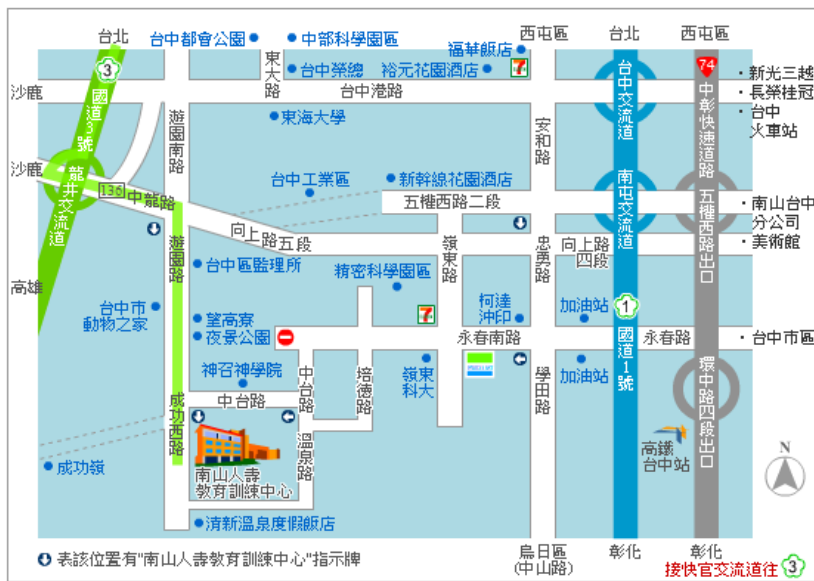 台北
台中都會公園
中部科學園區
西屯區
台北
西屯區
3
國道3號
東大路
福華飯店
7
台中榮總
裕元花園酒店
74
台中交流道
中彰快速道路
新光三越
長榮桂冠
台中
火車站
沙鹿
台中港路
遊園南路
東海大學
安和路
沙鹿
龍井交流道
136
中龍路
台中工業區
新幹線花園酒店
五權西路二段
南屯交流道
五權西路出口
南山台中
分公司
美術館
遊園路
向上路五段
嶺東路
忠勇路
向上路
四段
台中區監理所
精密科學園區
高雄
台中市
動物之家
望高寮
夜景公園
7
柯達
沖印
加油站
1
國道1號
永春南路
永春路
台中市區
神召神學院
中台路
中台路
培德路
嶺東
科大
學田路
加油站
環中路四段出口
成功西路
溫泉路
高鐵
台中站
N
成功嶺
南山人壽
教育訓練中心
清新溫泉度假飯店
表該位置有"南山人壽教育訓練中心"指示牌
烏日區
(中山路)
彰化
彰化
接快官交流道往 3